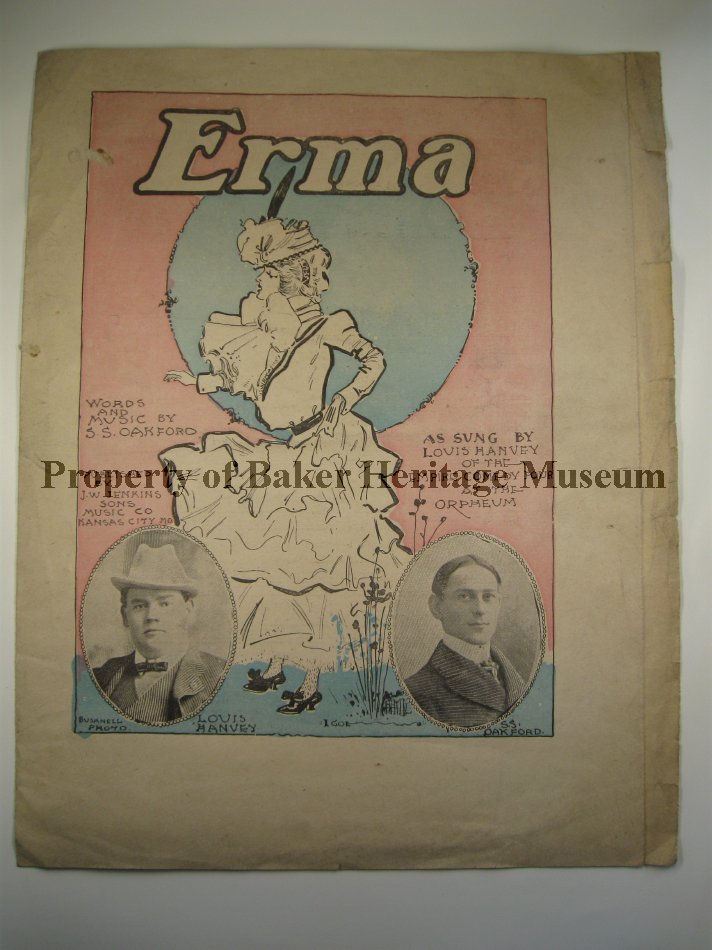 Erma
WORDS
AND
MUSIC BY
S.S. OAKFORD
J.W. JENKINS
SONS
MUSIC CO
KANSAS CITY, MO
AS SUNG BY
LOUIS HANVEY
OF THE
& THE
ORPHEUM
Property of Baker Heritage Museum
BUSHNELL
PHOTO.
LOUIS
HANVEY
S.S.
OAKFORD.